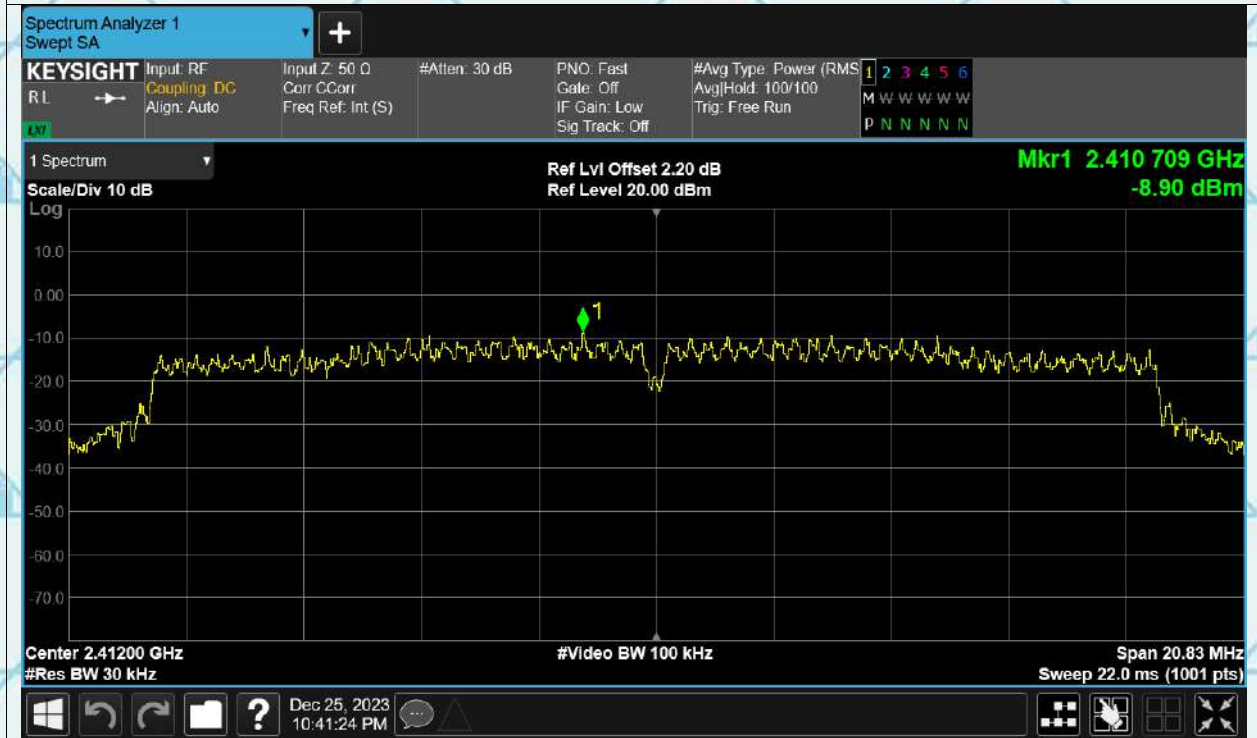 Spectrum Analyzer 1
Swept SA
+
KEYSIGHT
RL
LXI
Input: RF
Coupling: DC
Align: Auto
Input Z: 50 Ω
Corr CCorr
Freq Ref: Int (S)
#Atten: 30 dB
PNO: Fast
Gate: Off
IF Gain: Low
Sig Track: Off
#Avg Type: Power (RMS
Avg|Hold: 100/100
Trig: Free Run
1 2 3 4 5 6
M W W W W W
P N N N N N
1 Spectrum
Scale/Div 10 dB
Log
Ref Lvl Offset 2.20 dB
Ref Level 20.00 dBm
Mkr1 2.410 709 GHz
-8.90 dBm
10.0
0.00
1
-10.0
-20.0
-30.0
-40.0
-50.0
-60.0
-70.0
Center 2.41200 GHz
#Res BW 30 kHz
#Video BW 100 kHz
Span 20.83 MHz
Sweep 22.0 ms (1001 pts)
?
Dec 25, 2023
10:41:24 PM